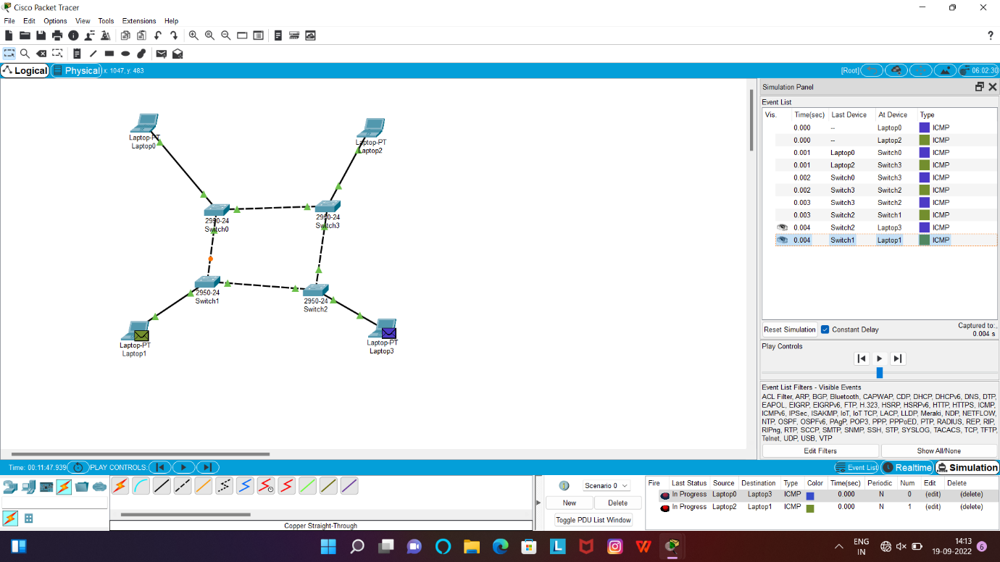 Cisco Packet Tracer
File Edit Options View Tools Extensions Help
?
Logical Physical x: 1047, y: 483 [Root] 06:02:30
Laptop-PT
Laptop0
Laptop-PT
Laptop2
2950-24
Switch0
2950-24
Switch3
2950-24
Switch1
2950-24
Switch2
Laptop-PT
Laptop1
Laptop-PT
Laptop3
Simulation Panel
Event List
Vis. Time(sec) Last Device At Device Type
0.000 -- Laptop0 ICMP
0.000 -- Laptop2 ICMP
0.001 Laptop0 Switch0 ICMP
0.001 Laptop2 Switch3 ICMP
0.002 Switch0 Switch3 ICMP
0.002 Switch3 Switch2 ICMP
0.003 Switch3 Switch2 ICMP
0.003 Switch2 Switch1 ICMP
0.004 Switch2 Laptop3 ICMP
0.004 Switch1 Laptop1 ICMP
Reset Simulation Constant Delay Captured to:
0.004 s
Play Controls
Event List Filters - Visible Events
ACL Filter, ARP, BGP, Bluetooth, CAPWAP, CDP, DHCP, DHCPv6, DNS, DTP,
EAPOL, EIGRP, EIGRPv6, FTP, H.323, HSRP, HSRPv6, HTTP, HTTPS, ICMP,
ICMPv6, IPSec, ISAKMP, IoT, IoT TCP, LACP, LLDP, Meraki, NDP, NETFLOW,
NTP, OSPF, OSPFv6, PAgP, POP3, PPP, PPPoED, PTP, RADIUS, REP, RIP,
RIPng, RTP, SCCP, SMTP, SNMP, SSH, STP, SYSLOG, TACACS, TCP, TFTP,
Telnet, UDP, USB, VTP
Edit Filters Show All/None
Time: 00:11:47.939 PLAY CONTROLS: Event List Realtime Simulation
Copper Straight-Through
Scenario 0
New Delete
Toggle PDU List Window
Fire Last Status Source Destination Type Color Time(sec) Periodic Num Edit Delete
In Progress Laptop0 Laptop3 ICMP 0.000 N 0 (edit) (delete)
In Progress Laptop2 Laptop1 ICMP 0.000 N 1 (edit) (delete)
L
W
ENG
IN
14:13
19-09-2022
6